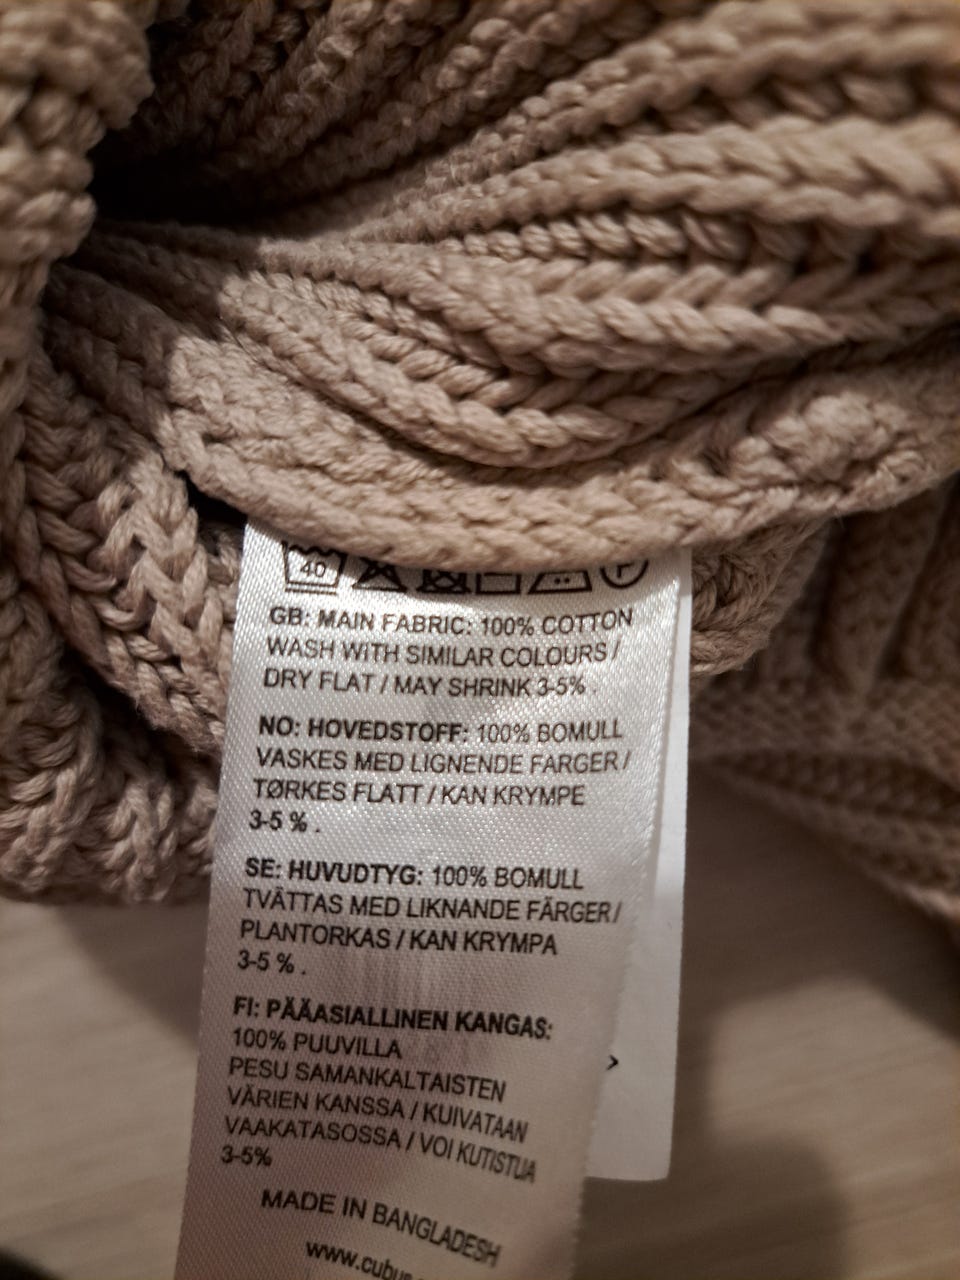 40 P
GB: MAIN FABRIC: 100% COTTON
WASH WITH SIMILAR COLOURS /
DRY FLAT / MAY SHRINK 3-5% .
NO: HOVEDSTOFF: 100% BOMULL
VASKES MED LIGNENDE FARGER /
TØRKES FLATT / KAN KRYMPE
3-5 % .
SE: HUVUDTYG: 100% BOMULL
TVÄTTAS MED LIKNANDE FÄRGER /
PLANTORKAS / KAN KRYMPA
3-5 % .
FI: PÄÄASIALLINEN KANGAS:
100% PUUVILLA
PESU SAMANKALTAISTEN
VÄRIEN KANSSA / KUIVATAAN
VAAKATASOSSA / VOI KUTISTUA
3-5%
MADE IN BANGLADESH